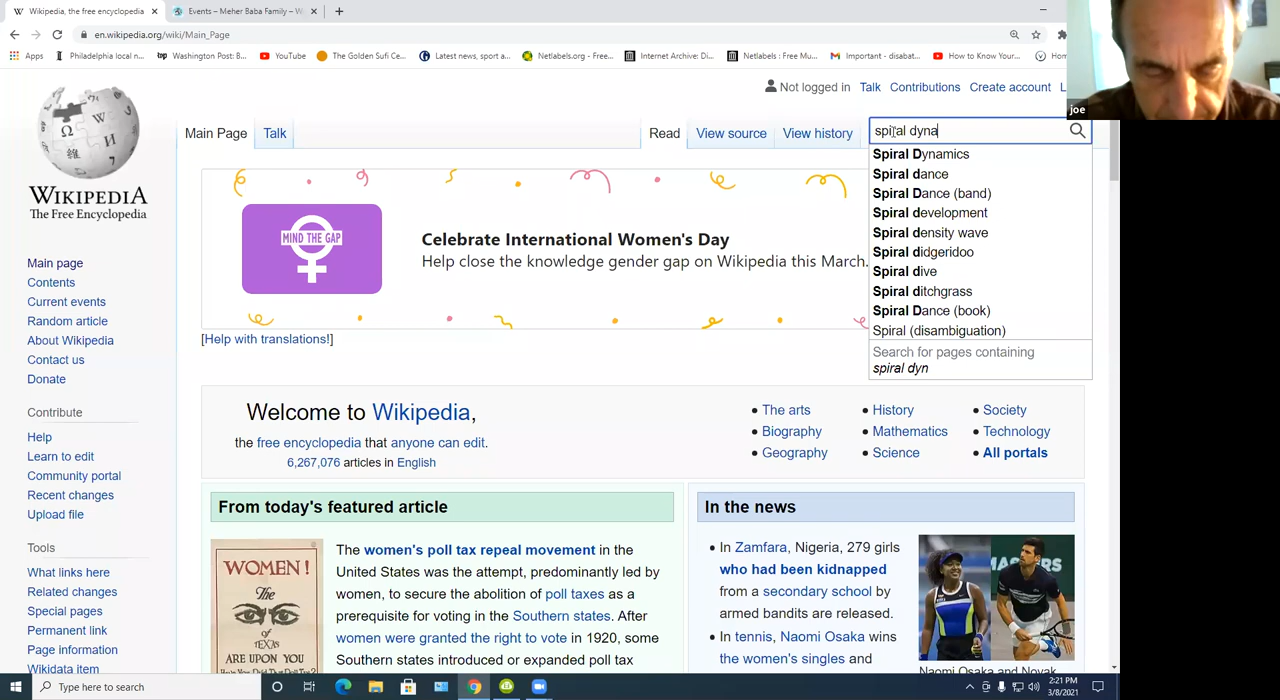 Wikipedia, the free encyclopedia
Events – Meher Baba Family – W
en.wikipedia.org/wiki/Main_Page
Apps
Philadelphia local n...
Washington Post: B...
YouTube
The Golden Sufi Ce...
Latest news, sport a...
Netlabels.org - Free...
Internet Archive: Di...
Netlabels : Free Mu...
Important - disabat...
How to Know Your...
Hom
joe
Not logged in
Talk
Contributions
Create account
L
WIKIPEDIA
The Free Encyclopedia
Main Page
Talk
Read
View source
View history
spiral dyna
Spiral Dynamics
Spiral dance
Spiral Dance (band)
Spiral development
Spiral density wave
Spiral didgeridoo
Spiral dive
Spiral ditchgrass
Spiral Dance (book)
Spiral (disambiguation)
Search for pages containing
spiral dyn
MIND THE GAP
Celebrate International Women's Day
Help close the knowledge gender gap on Wikipedia this March.
[Help with translations!]
Main page
Contents
Current events
Random article
About Wikipedia
Contact us
Donate
Contribute
Help
Learn to edit
Community portal
Recent changes
Upload file
Tools
What links here
Related changes
Special pages
Permanent link
Page information
Wikidata item
Welcome to Wikipedia,
the free encyclopedia that anyone can edit.
6,267,076 articles in English
The arts
Biography
Geography
History
Mathematics
Science
Society
Technology
All portals
From today's featured article
WOMEN!
The
of
TEXAS
ARE UPON YOU
The women's poll tax repeal movement in the
United States was the attempt, predominantly led by
women, to secure the abolition of poll taxes as a
prerequisite for voting in the Southern states. After
women were granted the right to vote in 1920, some
Southern states introduced or expanded poll tax
In the news
In Zamfara, Nigeria, 279 girls
who had been kidnapped
from a secondary school by
armed bandits are released.
In tennis, Naomi Osaka wins
the women's singles and
Naomi Osaka and Novak
Type here to search
2:21 PM
3/8/2021